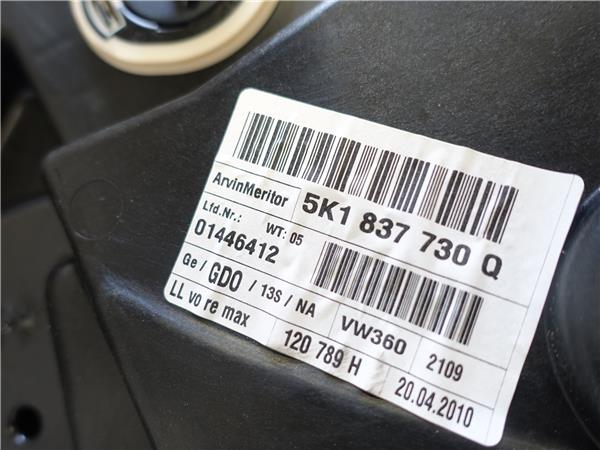 ArvinMeritor
5K1 837 730 Q
Lfd.Nr.: WT: 05
01446412
Ge / GDO / 13S / NA
VW360
2109
LL vo re max
120 789 H
20.04.2010